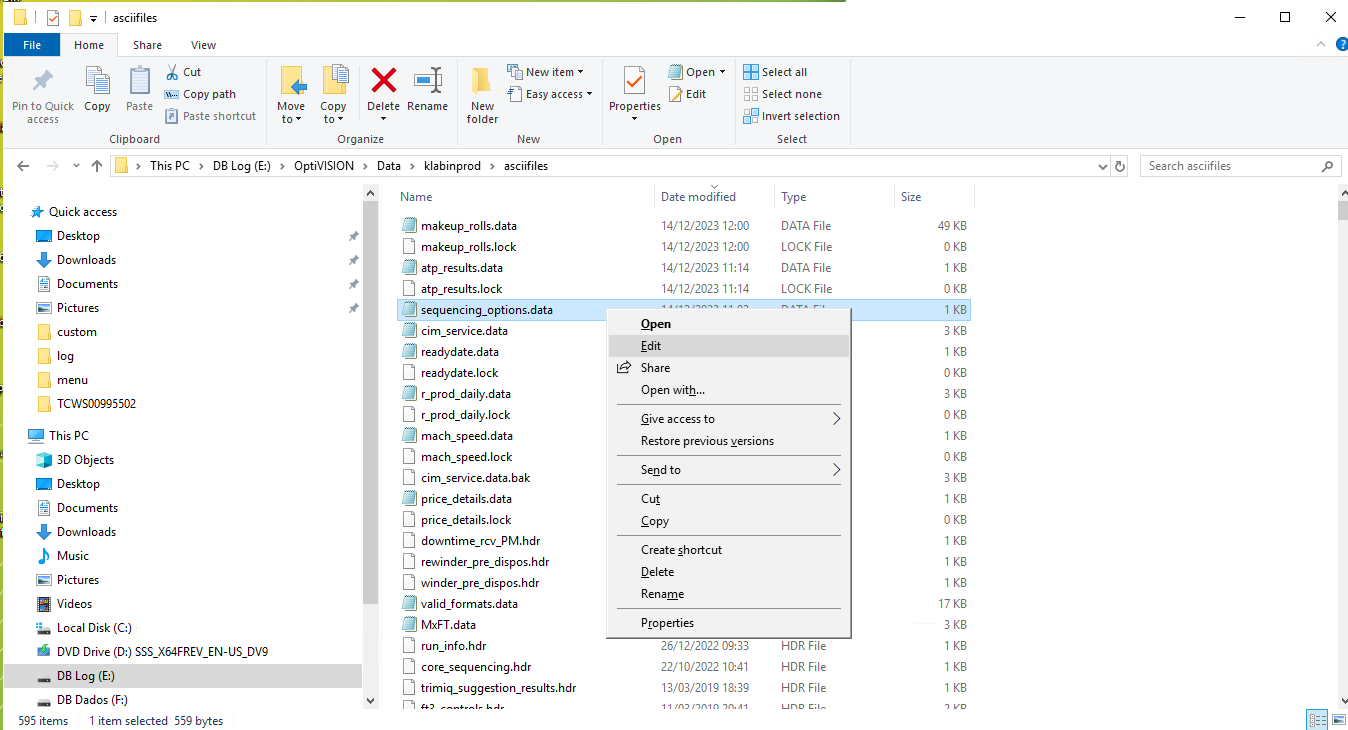 asciifiles
File Home Share View
Pin to Quick access
Copy
Paste
Cut
Copy path
Paste shortcut
Clipboard
Move to
Copy to
Delete
Rename
Organize
New folder
New item
Easy access
New
Properties
Open
Edit
Open
Select all
Select none
Invert selection
Select
This PC > DB Log (E:) > OptiVISION > Data > klabinprod > asciifiles
Search asciifiles
Quick access
Desktop
Downloads
Documents
Pictures
custom
log
menu
TCWS00995502
This PC
3D Objects
Desktop
Documents
Downloads
Music
Pictures
Videos
Local Disk (C:)
DVD Drive (D:) SSS_X64FREV_EN-US_DV9
DB Log (E:)
DB Dados (F:)
Name Date modified Type Size
makeup_rolls.data 14/12/2023 12:00 DATA File 49 KB
makeup_rolls.lock 14/12/2023 12:00 LOCK File 0 KB
atp_results.data 14/12/2023 11:14 DATA File 1 KB
atp_results.lock 14/12/2023 11:14 LOCK File 0 KB
sequencing_options.data 1 KB
cim_service.data 3 KB
readydate.data 1 KB
readydate.lock 0 KB
r_prod_daily.data 3 KB
r_prod_daily.lock 0 KB
mach_speed.data 1 KB
mach_speed.lock 0 KB
cim_service.data.bak 3 KB
price_details.data 1 KB
price_details.lock 0 KB
downtime_rcv_PM.hdr 1 KB
rewinder_pre_dispos.hdr 1 KB
winder_pre_dispos.hdr 1 KB
valid_formats.data 17 KB
MxFT.data 3 KB
run_info.hdr 26/12/2022 09:33 HDR File 1 KB
core_sequencing.hdr 22/10/2022 10:41 HDR File 1 KB
trimiq_suggestion_results.hdr 13/03/2019 18:39 HDR File 1 KB
Open
Edit
Share
Open with...
Give access to
Restore previous versions
Send to
Cut
Copy
Create shortcut
Delete
Rename
Properties
595 items 1 item selected 559 bytes